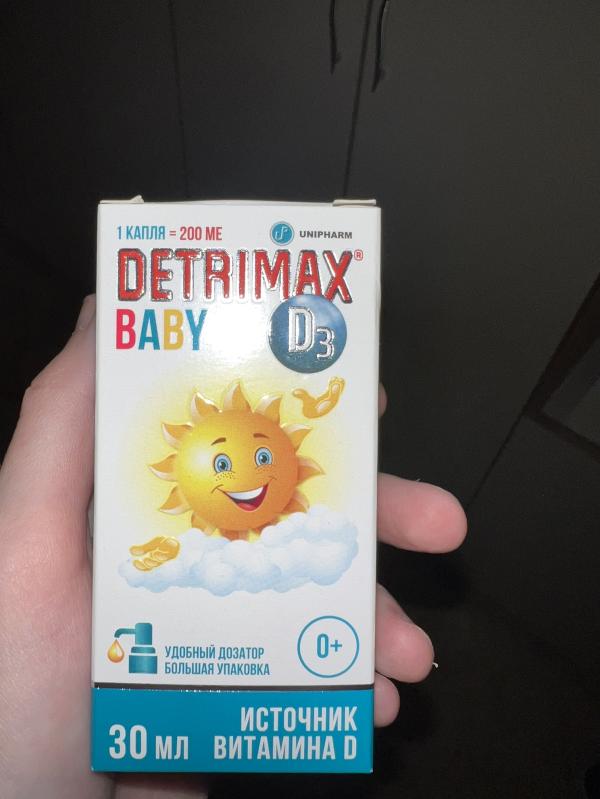 1 КАПЛЯ = 200 МЕ
UNIPHARM
DETRIMAX®
BABY
D3
УДОБНЫЙ ДОЗАТОР
БОЛЬШАЯ УПАКОВКА
0+
30 МЛ
ИСТОЧНИК
ВИТАМИНА D